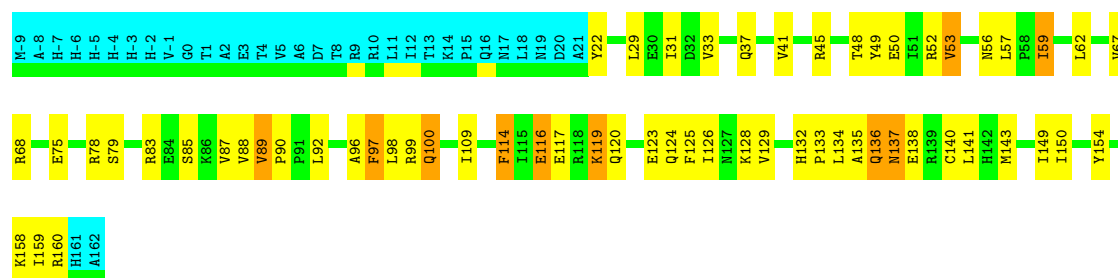 M-9 A-8 H-7 H-6 H-5 H-4 H-3 H-2 V-1 G0 T1 A2 E3 T4 V5 A6 D7 T8 R9 R10 L11 I12 T13 K14 P15 Q16 N17 L18 N19 D20 A21 Y22 L29 E30 I31 D32 V33 Q37 V41 R45 T48 Y49 E50 I51 R52 V53 N56 L57 P58 I59 L62 V67
R68 E75 R78 S79 R83 E84 S85 K86 V87 V88 V89 P90 P91 L92 A96 F97 L98 R99 Q100 I109 F114 I115 E116 E117 R118 K119 Q120 E123 Q124 F125 I126 N127 K128 V129 H132 P133 L134 A135 Q136 N137 E138 R139 C140 L141 H142 M143 I149 I150 Y154
K158 I159 R160 H161 A162